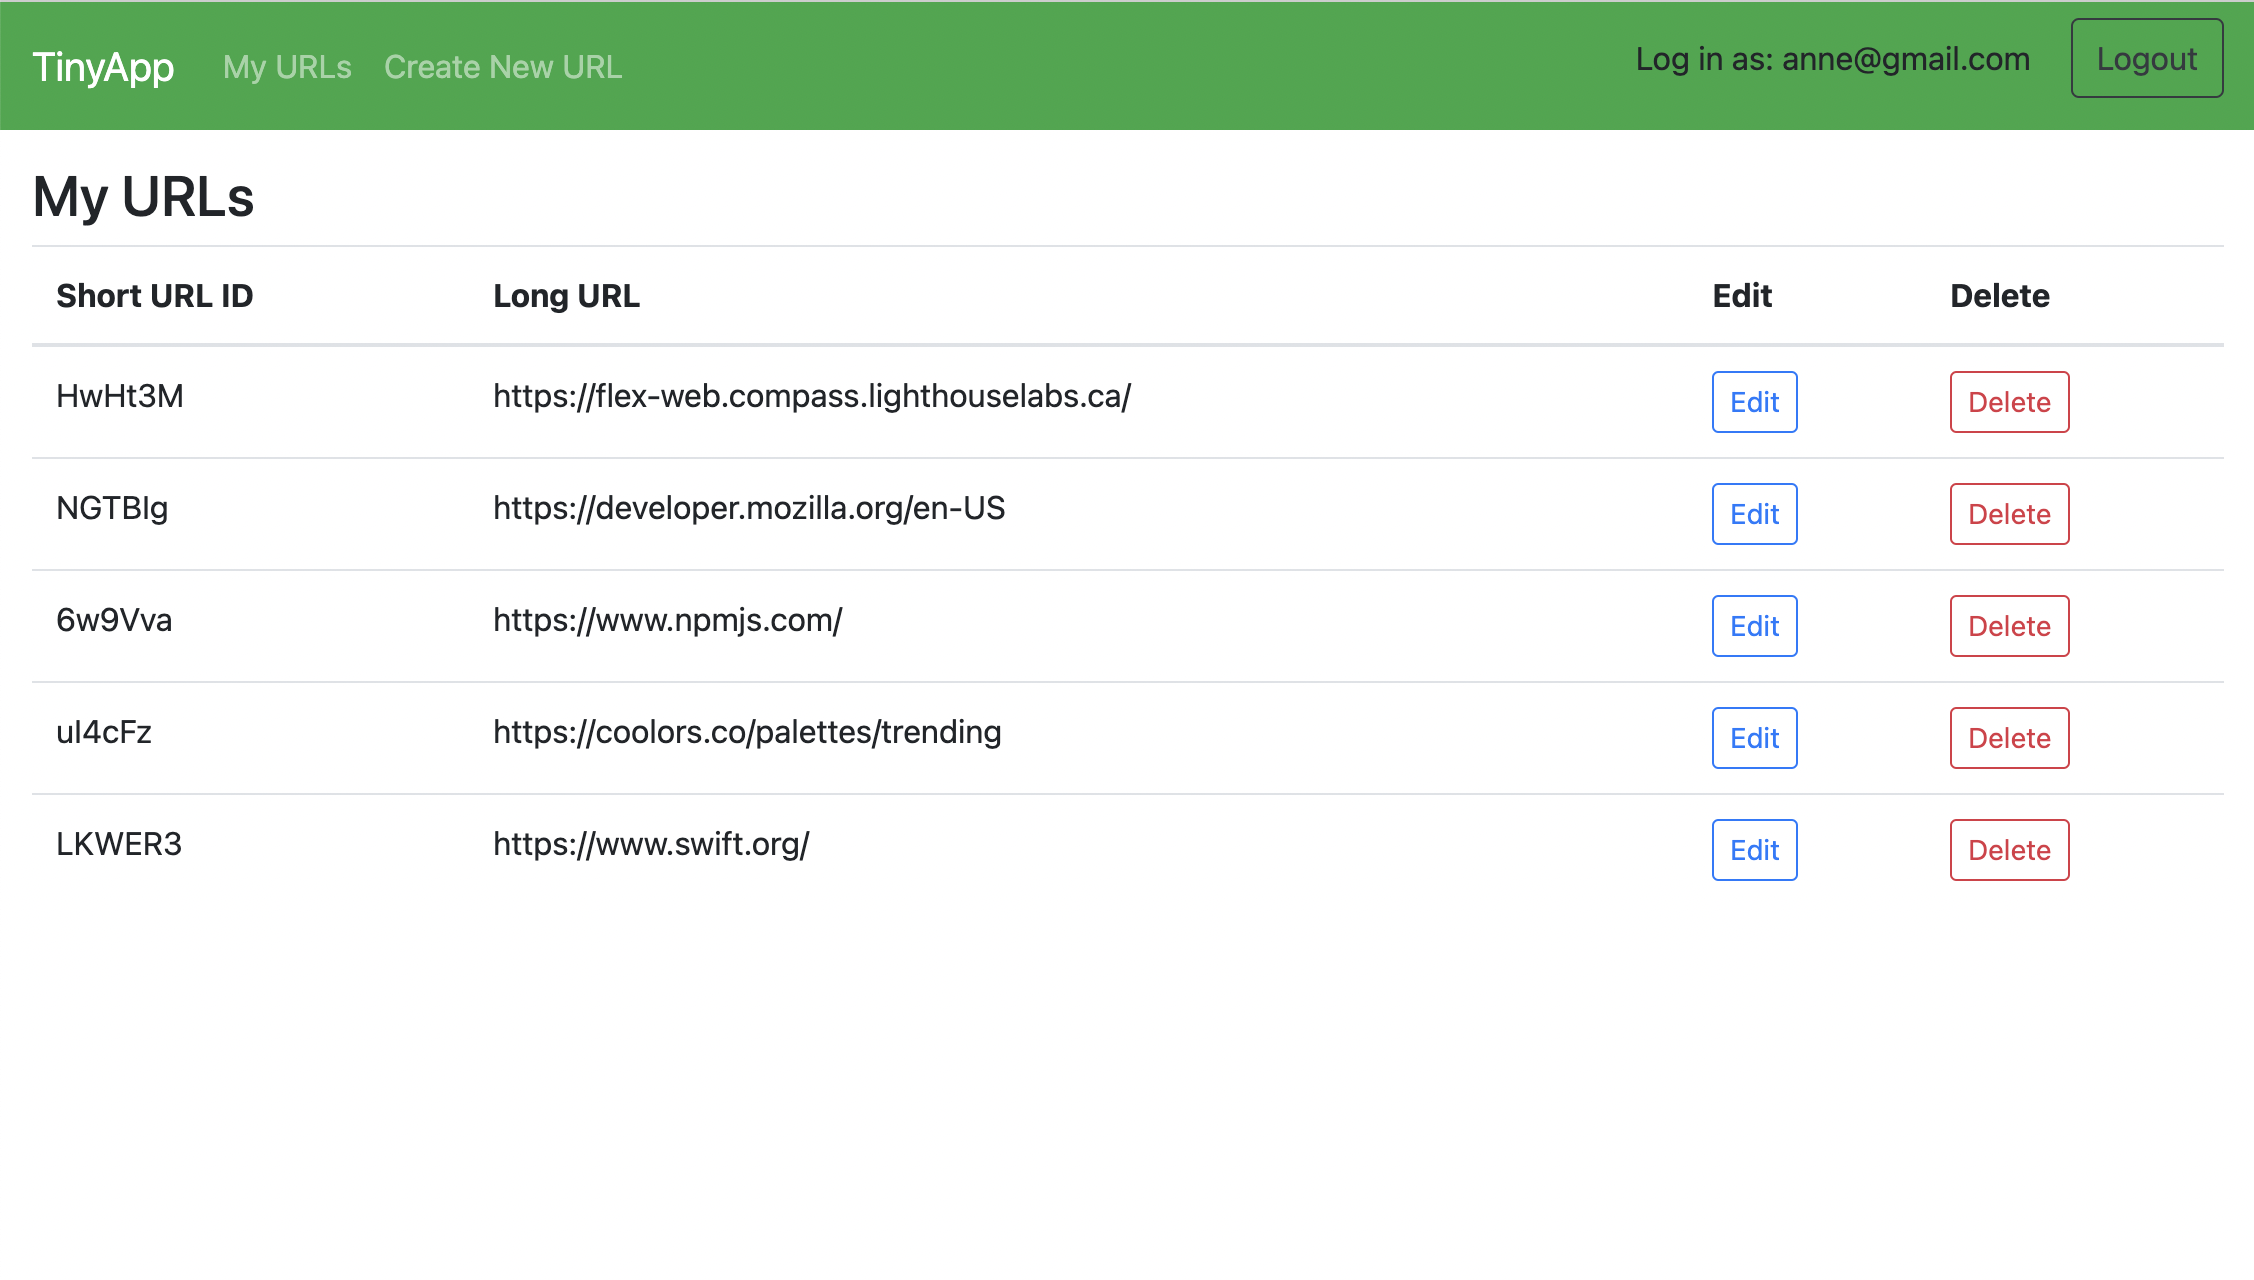 TinyApp My URLs Create New URL Log in as: anne@gmail.com Logout
My URLs
Short URL ID Long URL Edit Delete
HwHt3M https://flex-web.compass.lighthouselabs.ca/ Edit Delete
NGTBIg https://developer.mozilla.org/en-US Edit Delete
6w9Vva https://www.npmjs.com/ Edit Delete
uI4cFz https://coolors.co/palettes/trending Edit Delete
LKWER3 https://www.swift.org/ Edit Delete